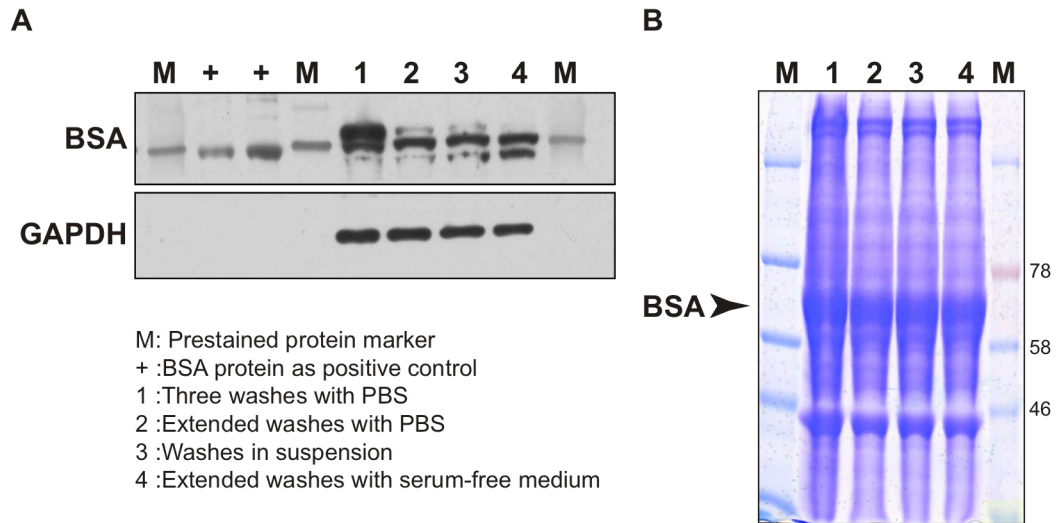 A
B
M + + M 1 2 3 4 M
M 1 2 3 4 M
BSA
GAPDH
78
BSA
58
46
M: Prestained protein marker
+ :BSA protein as positive control
1 :Three washes with PBS
2 :Extended washes with PBS
3 :Washes in suspension
4 :Extended washes with serum-free medium